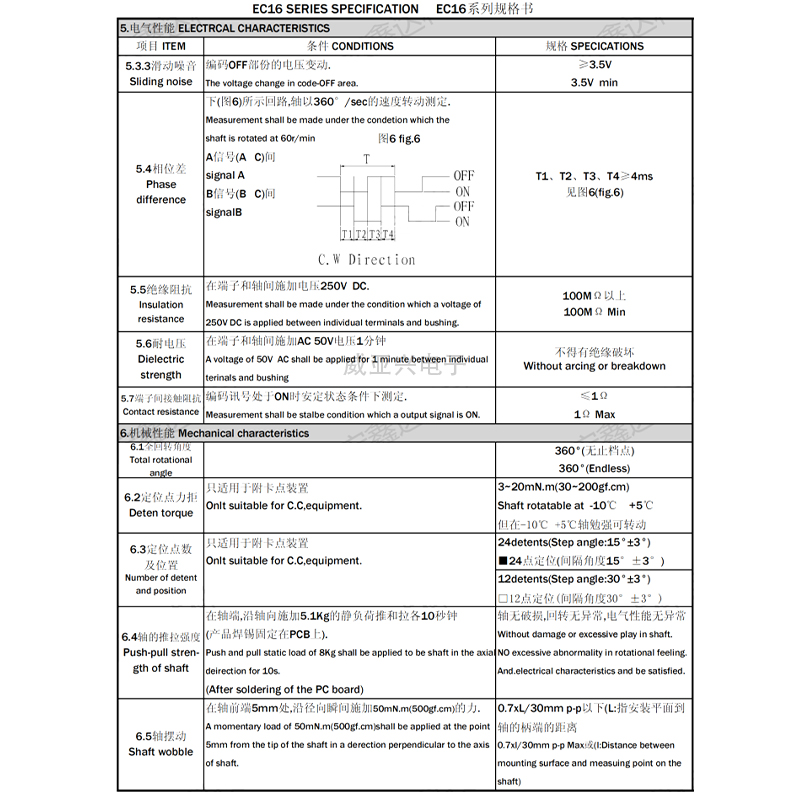 EC16 SERIES SPECIFICATION EC16系列规格书
5.电气性能 ELECTRCAL CHARACTERISTICS
项目 ITEM
条件 CONDITIONS
规格 SPECICATIONS
5.3.3滑动噪音
Sliding noise
编码OFF部份的电压变动.
The voltage change in code-OFF area.
≥3.5V
3.5V min
5.4相位差
Phase
difference
下(图6)所示回路,轴以360°/sec的速度转动测定.
Measurement shall be made under the condetion which the
shaft is rotated at 60r/min 图6 fig.6
A信号(A C)间
signal A
B信号(B C)间
signalB
T
OFF
ON
OFF
ON
T1 T2 T3 T4
C.W Direction
T1、T2、T3、T4≥4ms
见图6(fig.6)
5.5绝缘阻抗
Insulation
resistance
在端子和轴间施加电压250V DC.
Measurement shall be made under the condition which a voltage of
250V DC is applied between individual terminals and bushing.
100MΩ以上
100MΩ Min
5.6耐电压
Dielectric
strength
在端子和轴间施加AC 50V电压1分钟
A voltage of 50V AC shall be applied for 1 minute between individual
terinals and bushing
不得有绝缘破坏
Without arcing or breakdown
威亚兴电子
5.7端子间接触阻抗
Contact resistance
编码讯号处于ON时安定状态条件下测定.
Measurement shall be stalbe condition which a output signal is ON.
≤1Ω
1Ω Max
6.机械性能 Mechanical characteristics
6.1全回转角度
Total rotational
angle
360°(无止档点)
360°(Endless)
6.2定位点力拒
Deten torque
只适用于附卡点装置
Onlt suitable for C.C,equipment.
3~20mN.m(30~200gf.cm)
Shaft rotatable at -10℃ +5℃
但在-10℃ +5℃轴勉强可转动
6.3定位点数
及位置
Number of detent
and position
只适用于附卡点装置
Onlt suitable for C.C,equipment.
24detents(Step angle:15°±3°)
■24点定位(间隔角度15°±3°)
12detents(Step angle:30°±3°)
□12点定位(间隔角度30°±3°)
6.4轴的推拉强度
Push-pull stren-
gth of shaft
在轴端,沿轴向施加5.1Kg的静负荷推和拉各10秒钟
(产品焊锡固定在PCB上).
Push and pull static load of 8Kg shall be applied to be shaft in the axial
deirection for 10s.
(After soldering of the PC board)
轴无破损,回转无异常,电气性能无异常
Without damage or excessive play in shaft.
NO excessive abnormality in rotational feeling.
And.electrical characteristics and be satisfied.
6.5轴摆动
Shaft wobble
在轴前端5mm处,沿径向瞬间施加50mN.m(500gf.cm)的力.
A momentary load of 50mN.m(500gf.cm)shall be applied at the point
5mm from the tip of the shaft in a derection perpendicular to the axis
of shaft.
0.7xL/30mm p-p以下(L:指安装平面到
轴的柄端的距离
0.7xl/30mm p-p Max或(l:Distance between
mounting surface and measuing point on the
shaft)